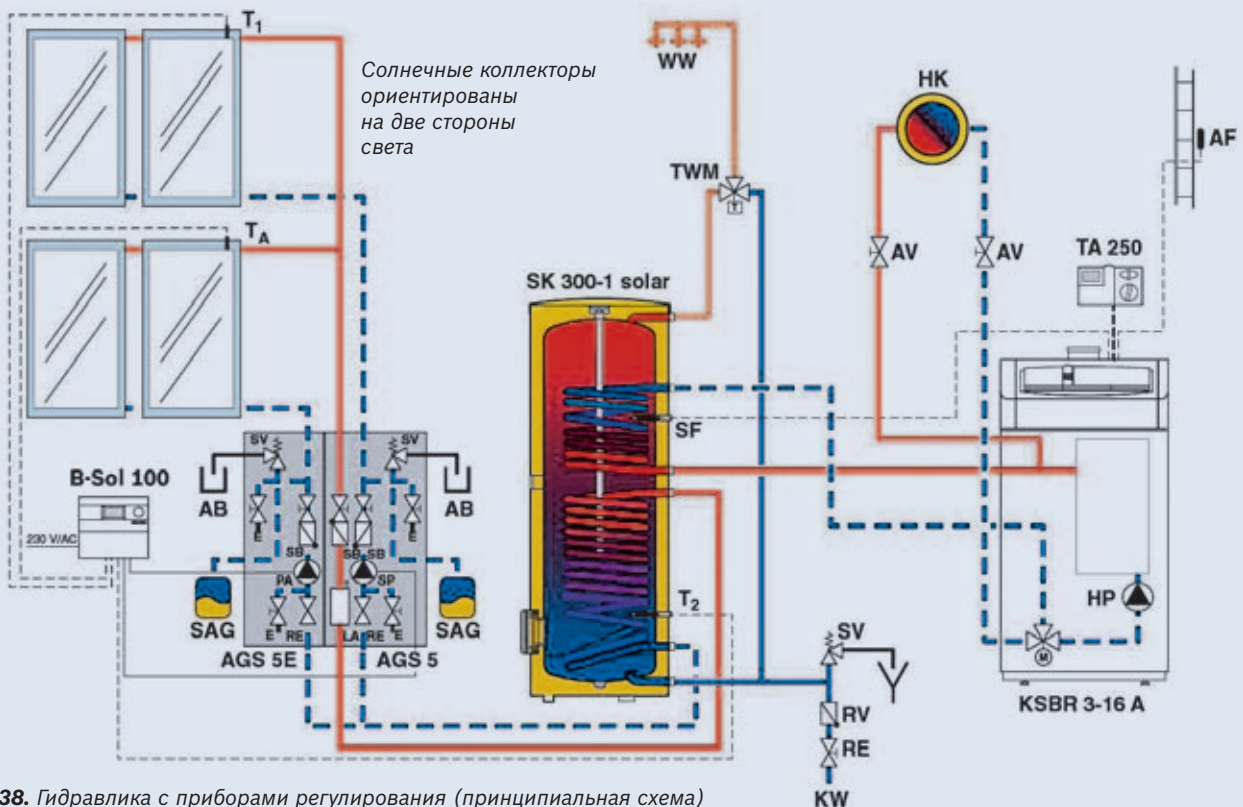 T1
Солнечные коллекторы
ориентированы
на две стороны
света
WW
HK
AF
TWM
T
TA
AV
AV
TA 250
SK 300-1 solar
SF
SV
SV
B-Sol 100
AB
AB
230 V/AC
E
E
SB
SB
SB
PA
SP
HP
T2
SAG
E
RE
LA
RE
E
SAG
SV
M
AGS 5E
AGS 5
KSBR 3-16 A
RV
RE
38. Гидравлика с приборами регулирования (принципиальная схема)
KW